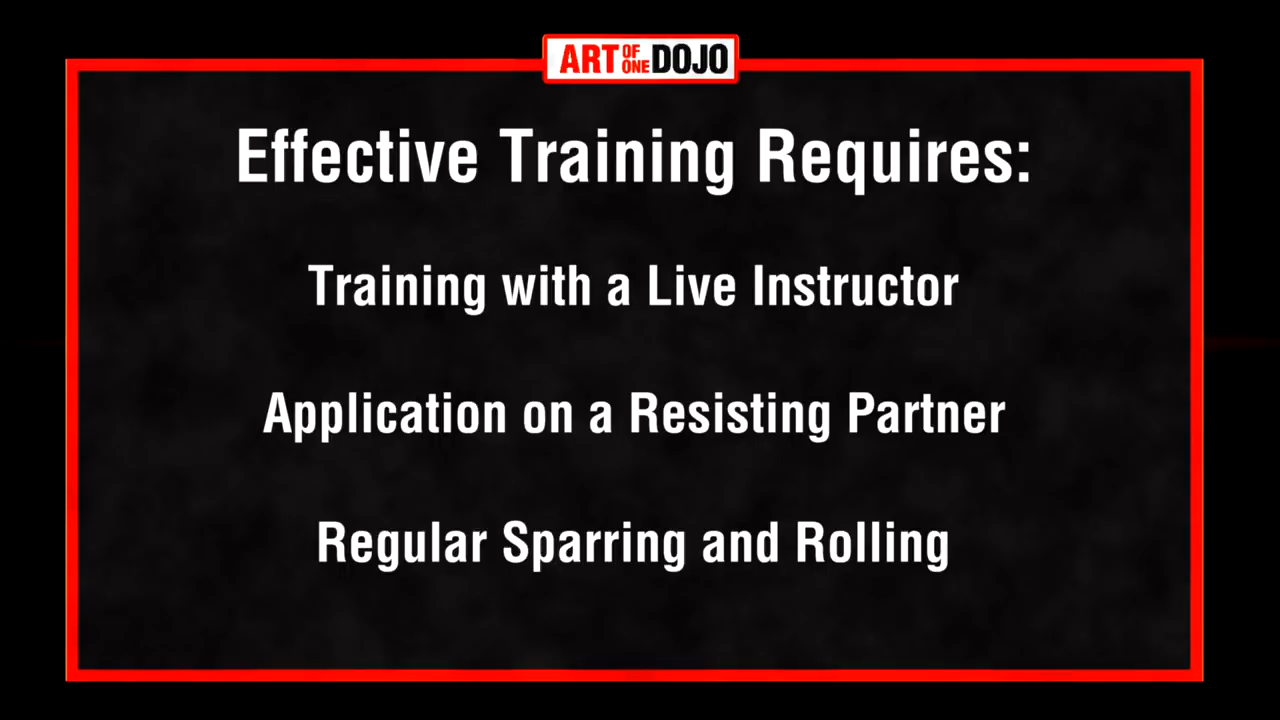 ART OF ONE DOJO
Effective Training Requires:
Training with a Live Instructor
Application on a Resisting Partner
Regular Sparring and Rolling